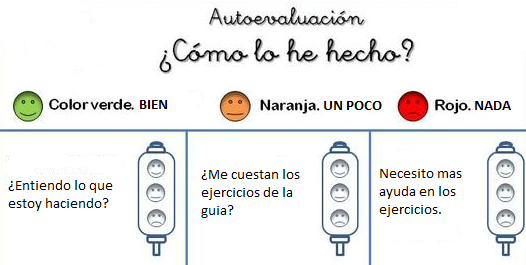 Autoevaluación
¿Cómo lo he hecho?
Color verde. BIEN
Naranja. UN POCO
Rojo. NADA
¿Entiendo lo que
estoy haciendo?
¿Me cuestan los
ejercicios de la
guia?
Necesito mas
ayuda en los
ejercicios.